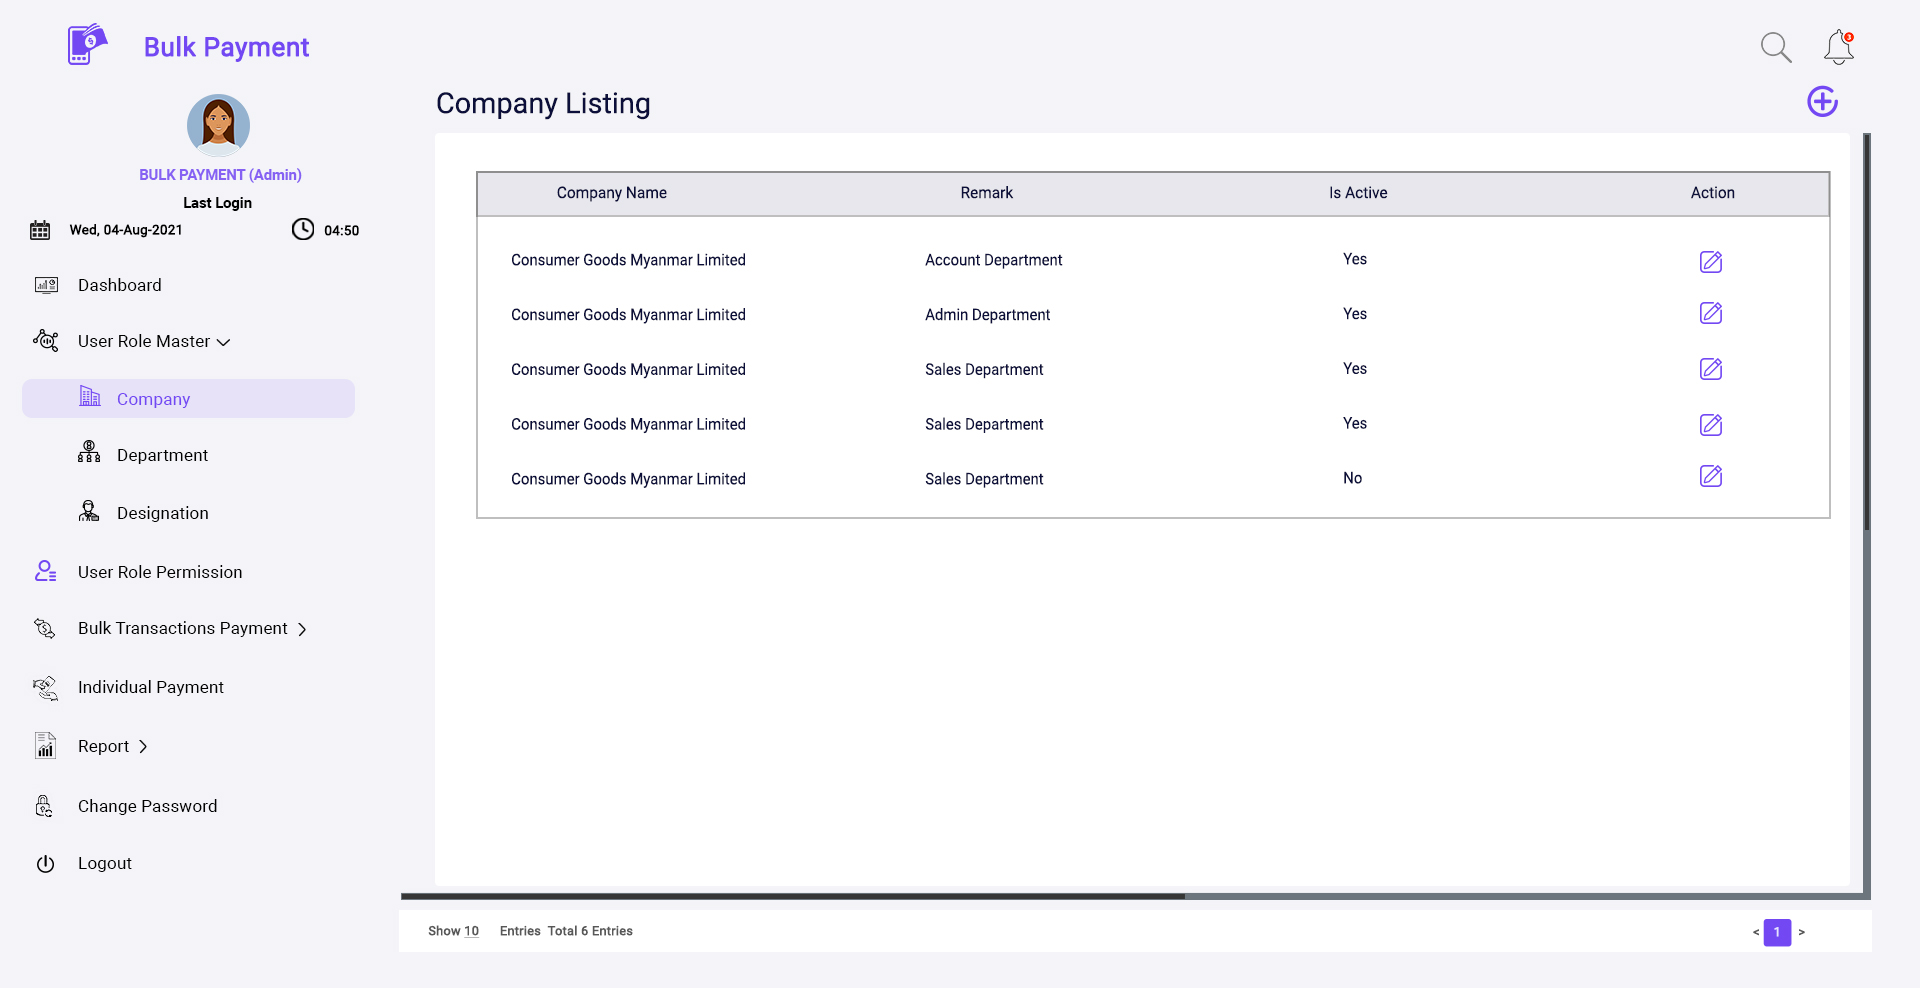 Bulk Payment
3
BULK PAYMENT (Admin)
Last Login
Wed, 04-Aug-2021
04:50
Dashboard
User Role Master
Company
Department
Designation
User Role Permission
Bulk Transactions Payment
Individual Payment
Report
Change Password
Logout
Company Listing
Company Name Remark Is Active Action
Consumer Goods Myanmar Limited Account Department Yes
Consumer Goods Myanmar Limited Admin Department Yes
Consumer Goods Myanmar Limited Sales Department Yes
Consumer Goods Myanmar Limited Sales Department Yes
Consumer Goods Myanmar Limited Sales Department No
Show 10 Entries Total 6 Entries
< 1 >